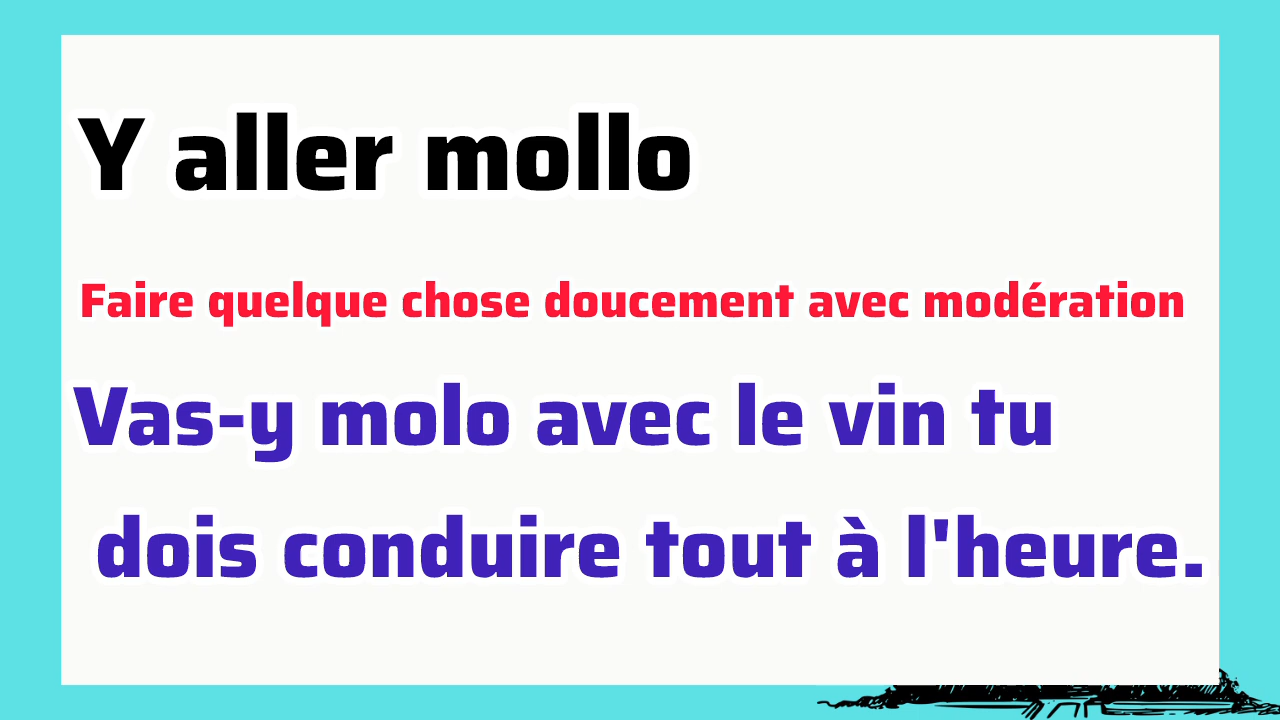 Y aller mollo
Faire quelque chose doucement avec modération
Vas-y molo avec le vin tu
dois conduire tout à l'heure.